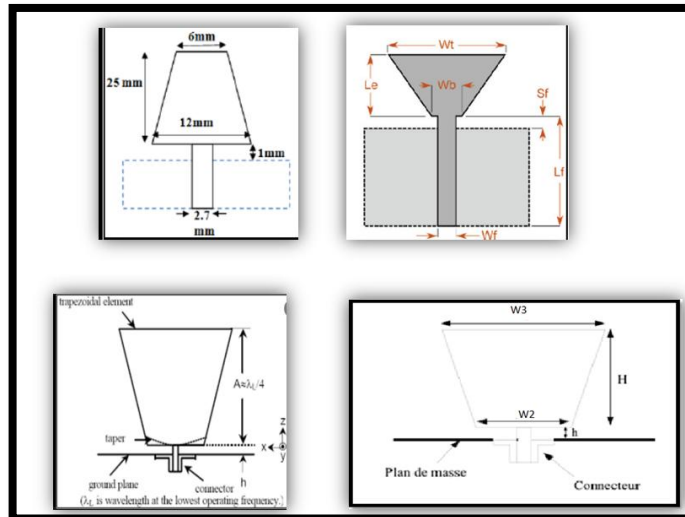 6mm
25 mm
12mm
1mm
2.7
mm
Wt
Le
Wb
Sf
Lf
Wf
trapezoidal element
A≈λL/4
taper
z
x
y
ground plane
connector
h
(λL is wavelength at the lowest operating frequency.)
W3
H
W2
h
Plan de masse
Connecteur